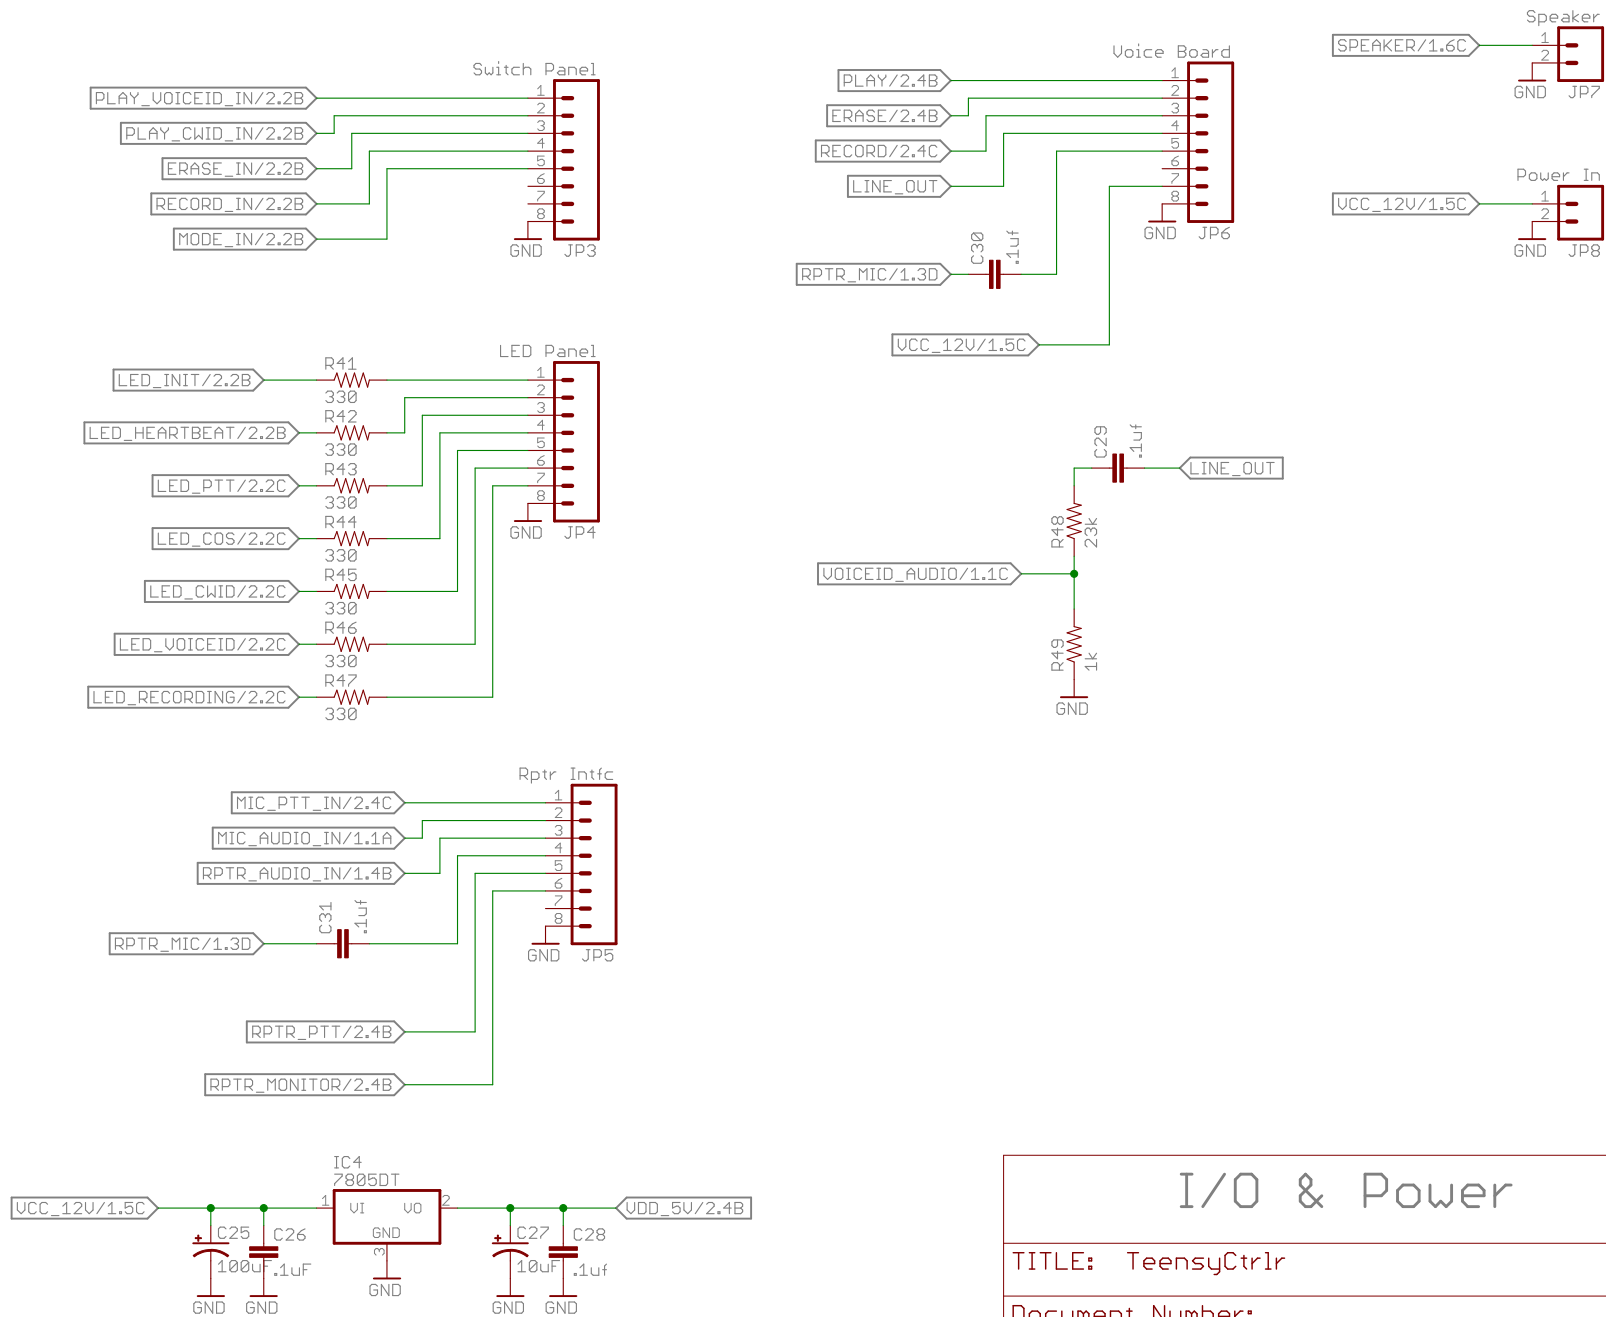 Switch Panel
PLAY_VOICEID_IN/2.2B
PLAY_CWID_IN/2.2B
ERASE_IN/2.2B
RECORD_IN/2.2B
MODE_IN/2.2B
1
2
3
4
5
6
7
8
GND
JP3
Voice Board
PLAY/2.4B
ERASE/2.4B
RECORD/2.4C
LINE_OUT
RPTR_MIC/1.3D
C30
.1uf
VCC_12V/1.5C
1
2
3
4
5
6
7
8
GND
JP6
Speaker
SPEAKER/1.6C
1
2
GND
JP7
Power In
VCC_12V/1.5C
1
2
GND
JP8
LED Panel
LED_INIT/2.2B
R41
330
LED_HEARTBEAT/2.2B
R42
330
LED_PTT/2.2C
R43
330
LED_COS/2.2C
R44
330
LED_CWID/2.2C
R45
330
LED_VOICEID/2.2C
R46
330
LED_RECORDING/2.2C
R47
330
1
2
3
4
5
6
7
8
GND
JP4
C29
.1uf
LINE_OUT
R48
23k
VOICEID_AUDIO/1.1C
R49
1k
GND
Rptr Intfc
MIC_PTT_IN/2.4C
MIC_AUDIO_IN/1.1A
RPTR_AUDIO_IN/1.4B
C31
.1uf
RPTR_MIC/1.3D
RPTR_PTT/2.4B
RPTR_MONITOR/2.4B
1
2
3
4
5
6
7
8
GND
JP5
IC4
7805DT
VCC_12V/1.5C
1
VI
VO
2
GND
3
GND
VDD_5V/2.4B
+
C25
100uF
GND
C26
.1uF
GND
+
C27
10uF
GND
C28
.1uf
GND
I/O & Power
TITLE: TeensyCtrlr
Document Number: